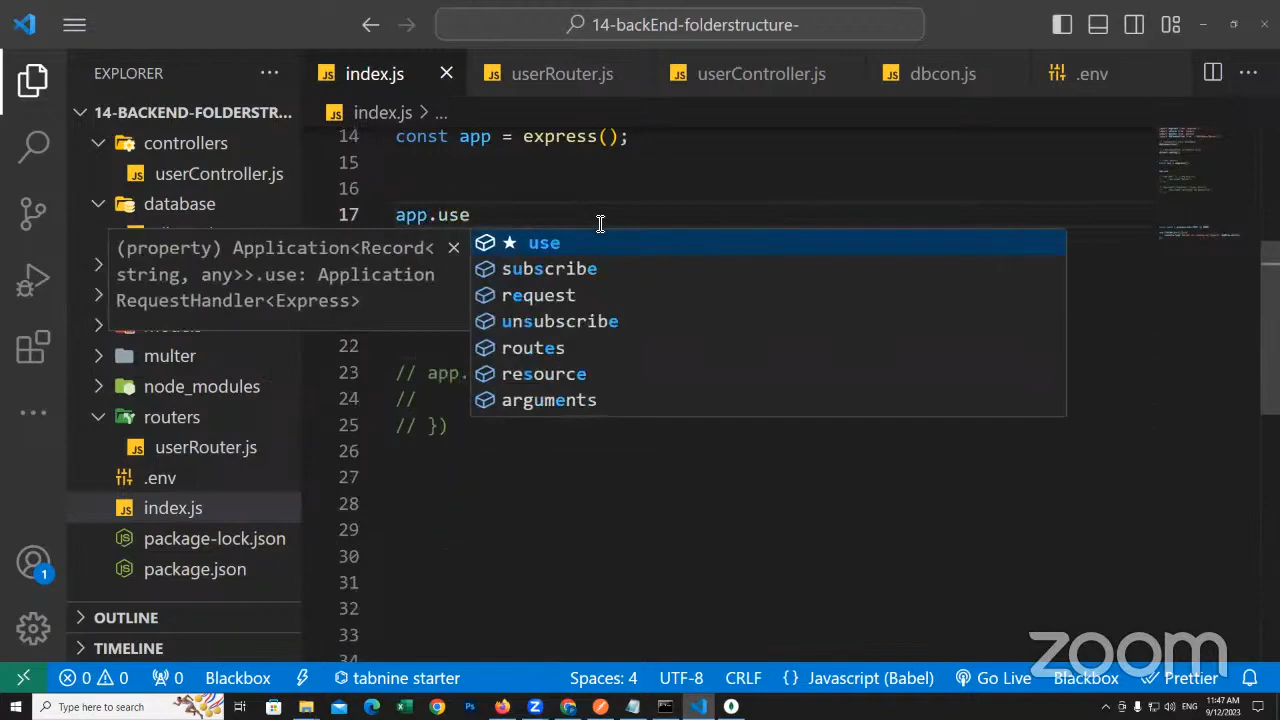 14-backEnd-folderstructure-
EXPLORER
index.js
userRouter.js
userController.js
dbcon.js
.env
14-BACKEND-FOLDERSTR...
index.js > ...
controllers
userController.js
database
multer
node_modules
routers
userRouter.js
.env
index.js
package-lock.json
package.json
OUTLINE
TIMELINE
14 const app = express();
15
16
17 app.use
(property) Application<Record<
string, any>>.use: Application
RequestHandler<Express>
use
subscribe
request
unsubscribe
routes
resource
arguments
22
23 // app.
24 //
25 // })
26
27
28
29
30
31
32
33
34
1
zoom
0 0 0 Blackbox tabnine starter Spaces: 4 UTF-8 CRLF {} Javascript (Babel) Go Live Blackbox Prettier
Type here to search
ENG
11:47 AM
9/12/2023